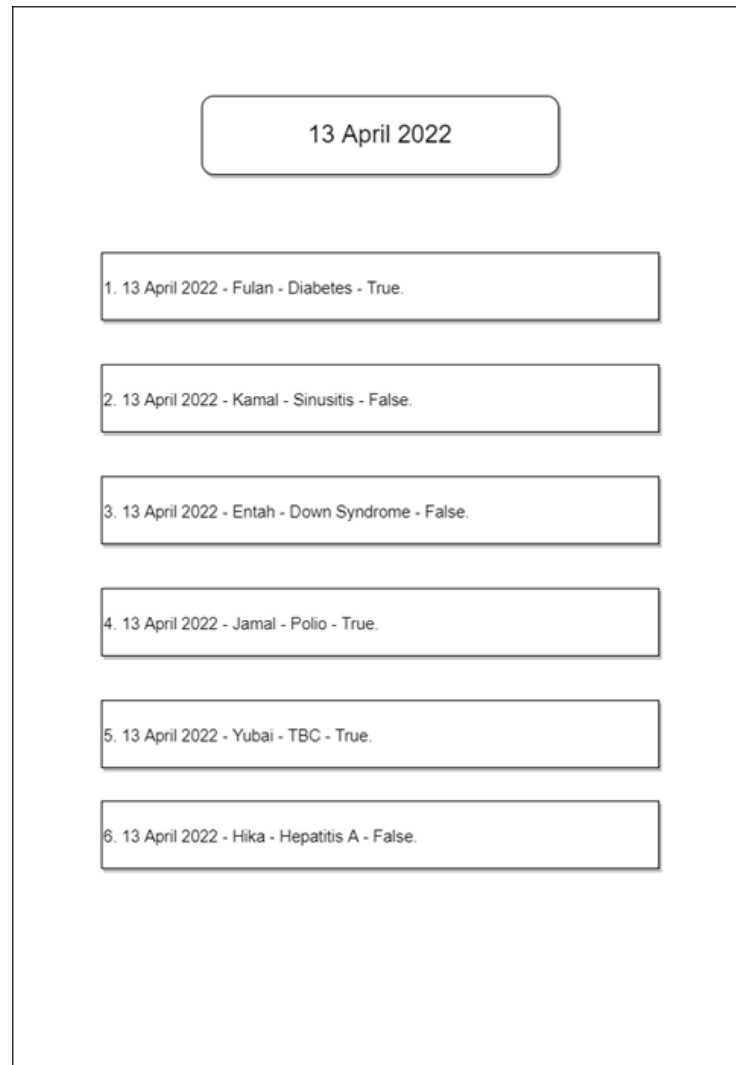 13 April 2022
1. 13 April 2022 - Fulan - Diabetes - True.
2. 13 April 2022 - Kamal - Sinusitis - False.
3. 13 April 2022 - Entah - Down Syndrome - False.
4. 13 April 2022 - Jamal - Polio - True.
5. 13 April 2022 - Yubai - TBC - True.
6. 13 April 2022 - Hika - Hepatitis A - False.